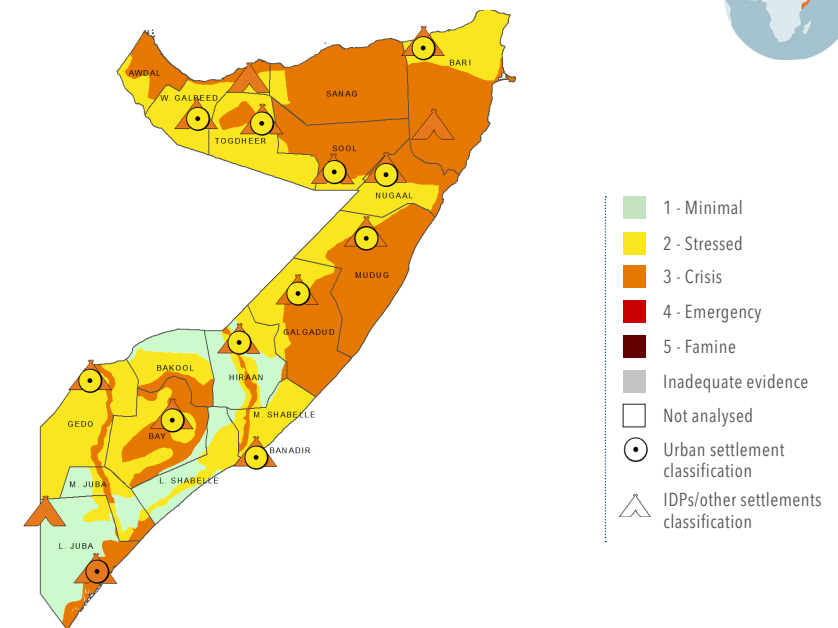 AWDAL
W. GALBEED
TOGDHEER
SANAG
BARI
SOOL
NUGAAL
MUDUG
GALGADUD
HIRAAN
BAKOOL
GEDO
BAY
M. SHABELLE
BANADIR
L. SHABELLE
M. JUBA
L. JUBA
1 - Minimal
2 - Stressed
3 - Crisis
4 - Emergency
5 - Famine
Inadequate evidence
Not analysed
Urban settlement
classification
IDPs/other settlements
classification